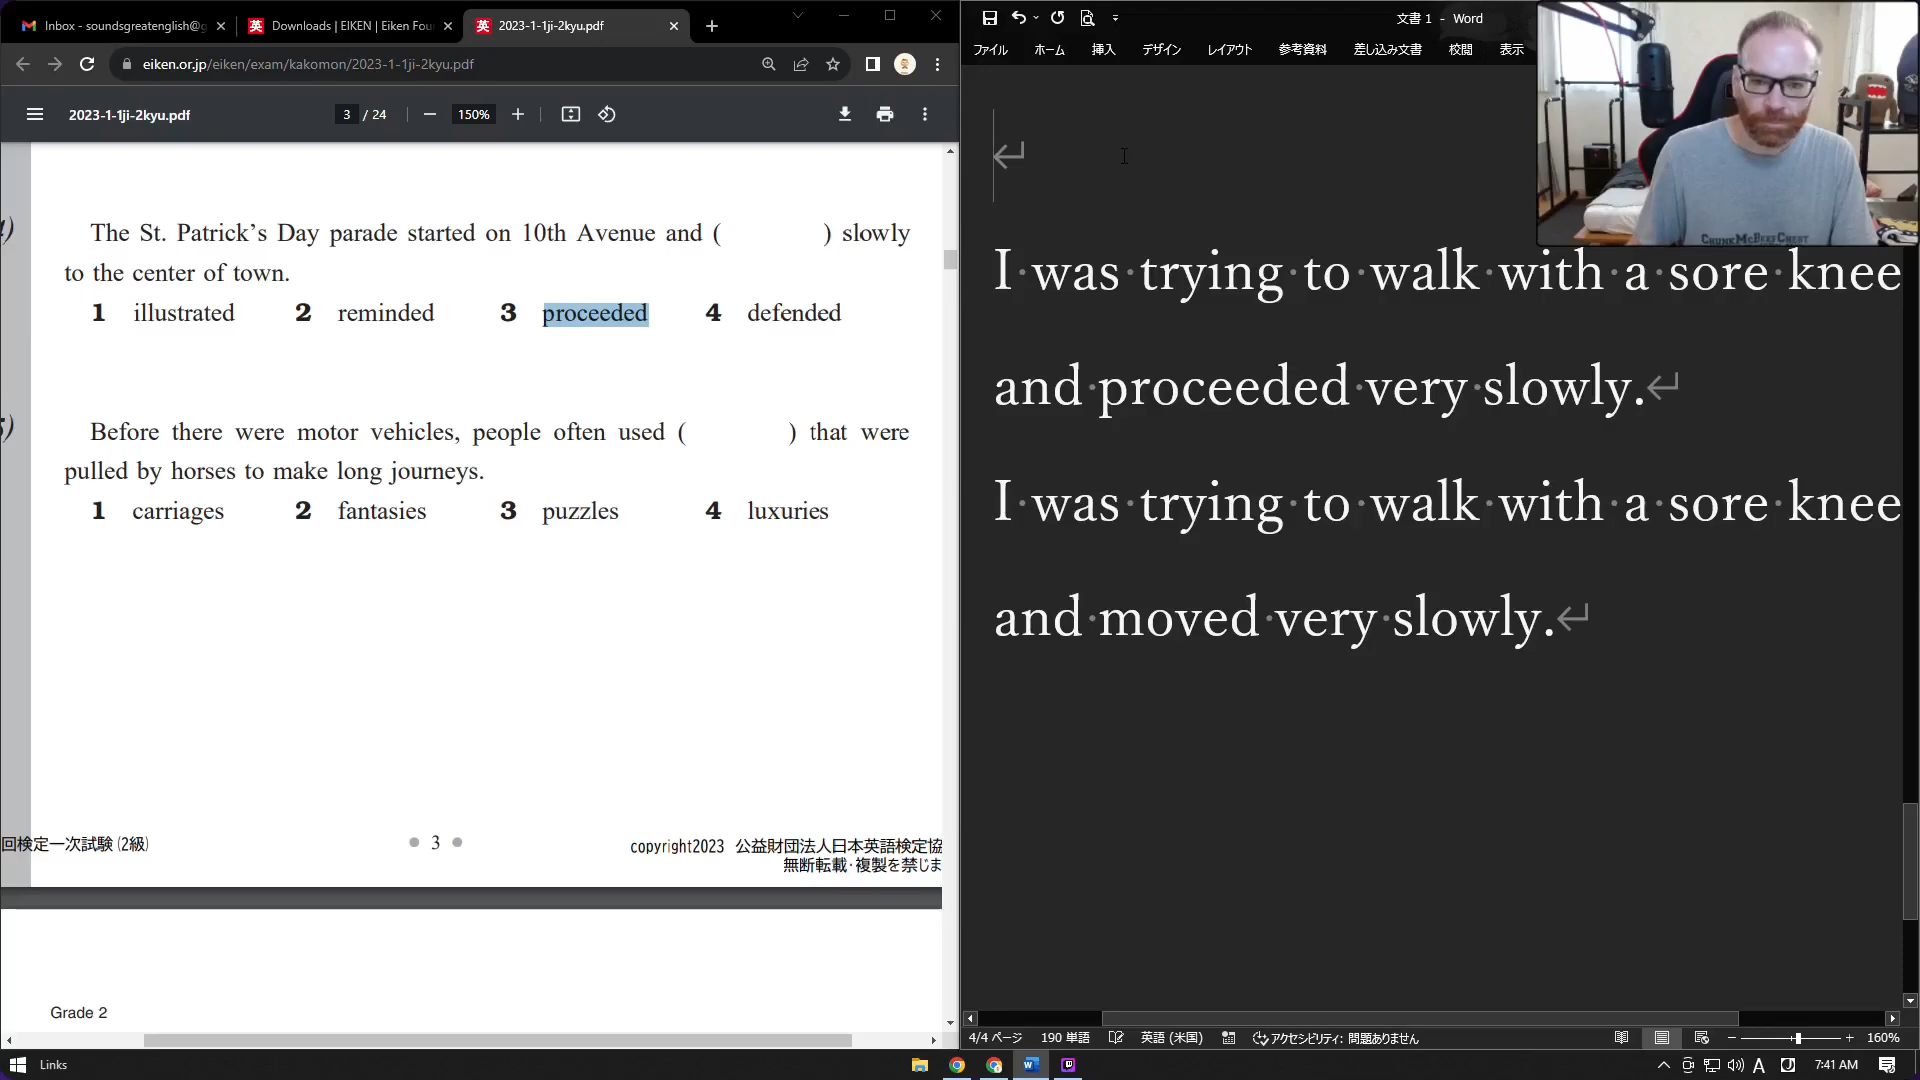 Inbox - soundsgreatenglish@g
Downloads | EIKEN | Eiken Fou
2023-1-1ji-2kyu.pdf
eiken.or.jp/eiken/exam/kakomon/2023-1-1ji-2kyu.pdf
2023-1-1ji-2kyu.pdf
3 / 24
150%
4)
The St. Patrick's Day parade started on 10th Avenue and ( ) slowly
to the center of town.
1 illustrated 2 reminded 3 proceeded 4 defended
5)
Before there were motor vehicles, people often used ( ) that were
pulled by horses to make long journeys.
1 carriages 2 fantasies 3 puzzles 4 luxuries
回検定一次試験 (2級)
3
copyright2023 公益財団法人日本英語検定協
無断転載・複製を禁じま
Grade 2
文書 1 - Word
ファイル ホーム 挿入 デザイン レイアウト 参考資料 差し込み文書 校閲 表示
I was trying to walk with a sore knee
and proceeded very slowly.
I was trying to walk with a sore knee
and moved very slowly.
4/4 ページ 190 単語 英語 (米国) アクセシビリティ: 問題ありません 160%
Links
A
7:41 AM